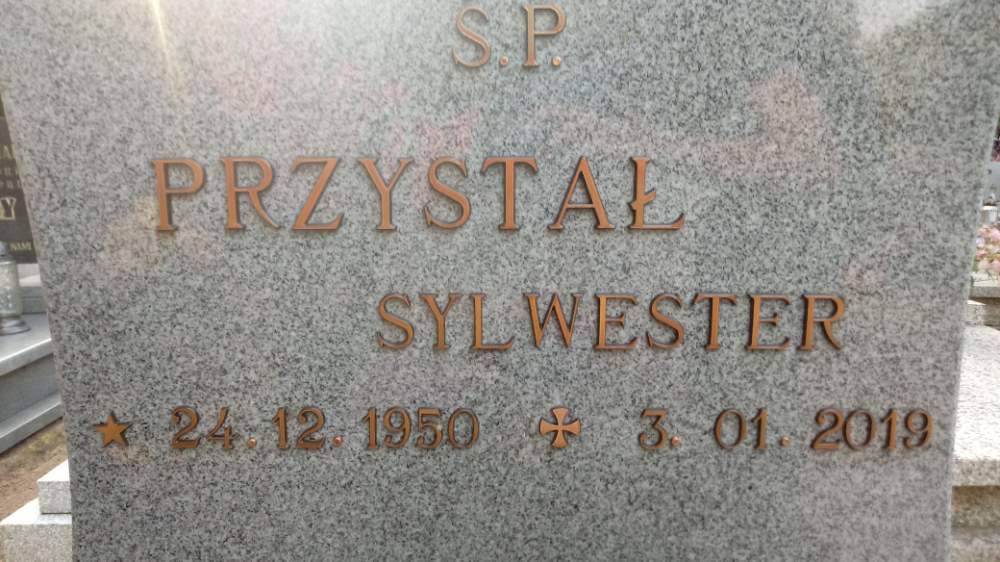 S.P.
PRZYSTAŁ
SYLWESTER
24.12.1950 3.01.2019